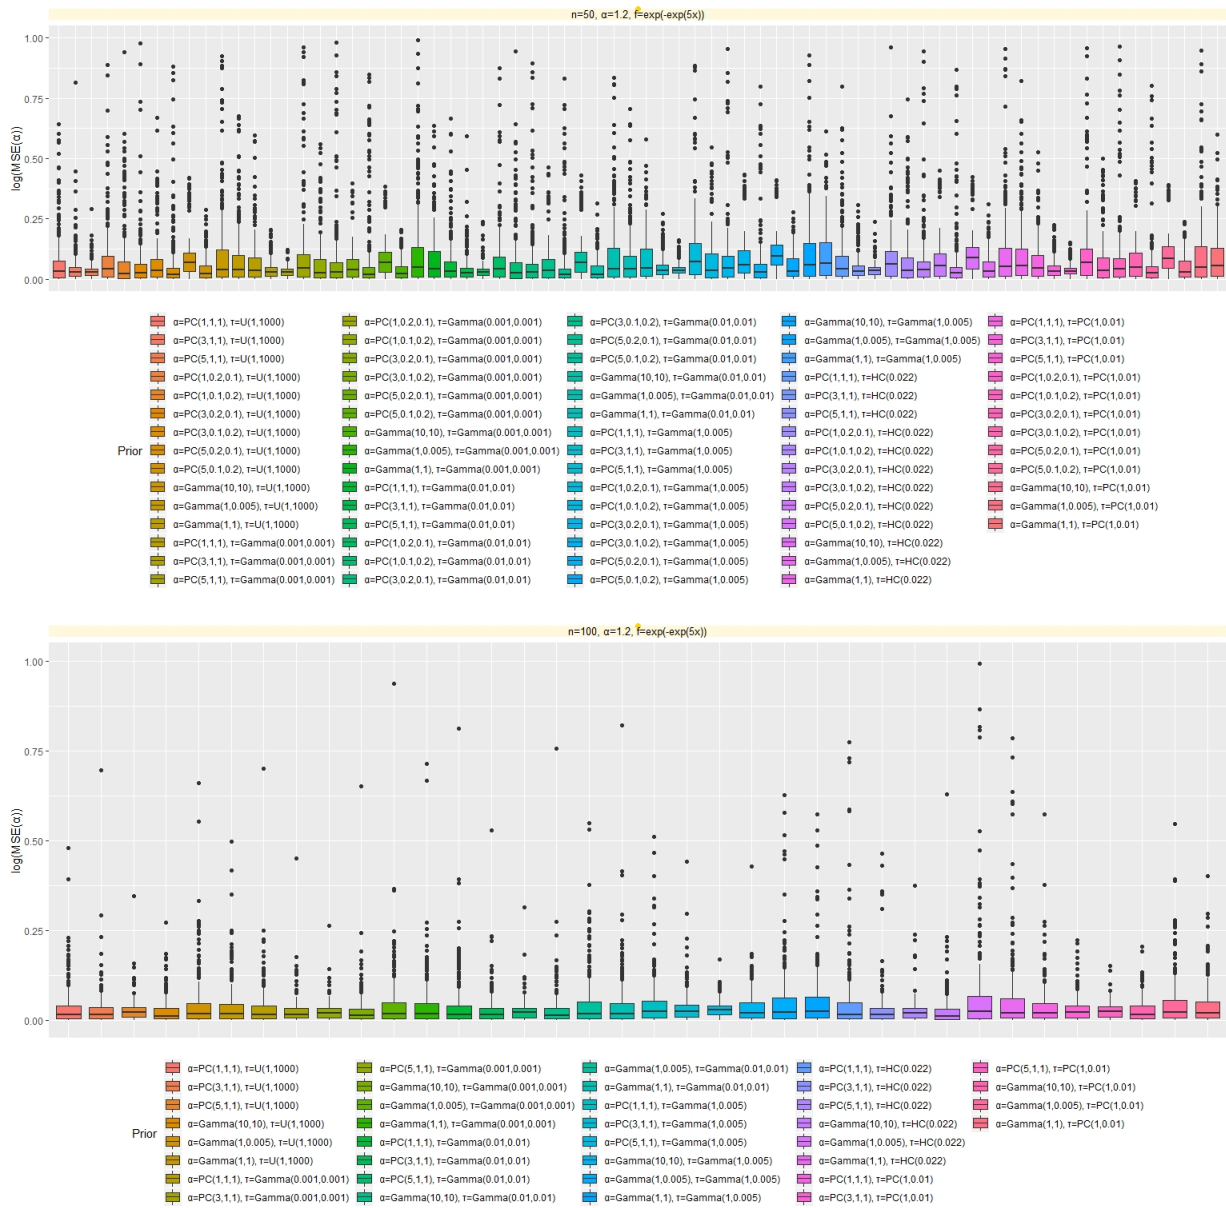 n=50, α=1.2, f=exp(-exp(5x))
1.00
0.75
0.50
0.25
0.00
log(MSE(α))
Prior
α=PC(1,1,1), τ=U(1,1000)
α=PC(3,1,1), τ=U(1,1000)
α=PC(5,1,1), τ=U(1,1000)
α=PC(1,0.2,0.1), τ=U(1,1000)
α=PC(1,0.1,0.2), τ=U(1,1000)
α=PC(3,0.2,0.1), τ=U(1,1000)
α=PC(3,0.1,0.2), τ=U(1,1000)
α=PC(5,0.2,0.1), τ=U(1,1000)
α=PC(5,0.1,0.2), τ=U(1,1000)
α=Gamma(10,10), τ=U(1,1000)
α=Gamma(1,0.005), τ=U(1,1000)
α=Gamma(1,1), τ=U(1,1000)
α=PC(1,1,1), τ=Gamma(0.001,0.001)
α=PC(3,1,1), τ=Gamma(0.001,0.001)
α=PC(5,1,1), τ=Gamma(0.001,0.001)
α=PC(1,0.2,0.1), τ=Gamma(0.001,0.001)
α=PC(1,0.1,0.2), τ=Gamma(0.001,0.001)
α=PC(3,0.2,0.1), τ=Gamma(0.001,0.001)
α=PC(3,0.1,0.2), τ=Gamma(0.001,0.001)
α=PC(5,0.2,0.1), τ=Gamma(0.001,0.001)
α=PC(5,0.1,0.2), τ=Gamma(0.001,0.001)
α=Gamma(10,10), τ=Gamma(0.001,0.001)
α=Gamma(1,0.005), τ=Gamma(0.001,0.001)
α=Gamma(1,1), τ=Gamma(0.001,0.001)
α=PC(1,1,1), τ=Gamma(0.01,0.01)
α=PC(3,1,1), τ=Gamma(0.01,0.01)
α=PC(5,1,1), τ=Gamma(0.01,0.01)
α=PC(1,0.2,0.1), τ=Gamma(0.01,0.01)
α=PC(1,0.1,0.2), τ=Gamma(0.01,0.01)
α=PC(3,0.2,0.1), τ=Gamma(0.01,0.01)
α=PC(3,0.1,0.2), τ=Gamma(0.01,0.01)
α=PC(5,0.2,0.1), τ=Gamma(0.01,0.01)
α=PC(5,0.1,0.2), τ=Gamma(0.01,0.01)
α=Gamma(10,10), τ=Gamma(0.01,0.01)
α=Gamma(1,0.005), τ=Gamma(0.01,0.01)
α=Gamma(1,1), τ=Gamma(0.01,0.01)
α=PC(1,1,1), τ=Gamma(1,0.005)
α=PC(3,1,1), τ=Gamma(1,0.005)
α=PC(5,1,1), τ=Gamma(1,0.005)
α=PC(1,0.2,0.1), τ=Gamma(1,0.005)
α=PC(1,0.1,0.2), τ=Gamma(1,0.005)
α=PC(3,0.2,0.1), τ=Gamma(1,0.005)
α=PC(3,0.1,0.2), τ=Gamma(1,0.005)
α=PC(5,0.2,0.1), τ=Gamma(1,0.005)
α=PC(5,0.1,0.2), τ=Gamma(1,0.005)
α=Gamma(10,10), τ=Gamma(1,0.005)
α=Gamma(1,0.005), τ=Gamma(1,0.005)
α=Gamma(1,1), τ=Gamma(1,0.005)
α=PC(1,1,1), τ=HC(0.022)
α=PC(3,1,1), τ=HC(0.022)
α=PC(5,1,1), τ=HC(0.022)
α=PC(1,0.2,0.1), τ=HC(0.022)
α=PC(1,0.1,0.2), τ=HC(0.022)
α=PC(3,0.2,0.1), τ=HC(0.022)
α=PC(3,0.1,0.2), τ=HC(0.022)
α=PC(5,0.2,0.1), τ=HC(0.022)
α=PC(5,0.1,0.2), τ=HC(0.022)
α=Gamma(10,10), τ=HC(0.022)
α=Gamma(1,0.005), τ=HC(0.022)
α=Gamma(1,1), τ=HC(0.022)
α=PC(1,1,1), τ=PC(1,0.01)
α=PC(3,1,1), τ=PC(1,0.01)
α=PC(5,1,1), τ=PC(1,0.01)
α=PC(1,0.2,0.1), τ=PC(1,0.01)
α=PC(1,0.1,0.2), τ=PC(1,0.01)
α=PC(3,0.2,0.1), τ=PC(1,0.01)
α=PC(3,0.1,0.2), τ=PC(1,0.01)
α=PC(5,0.2,0.1), τ=PC(1,0.01)
α=PC(5,0.1,0.2), τ=PC(1,0.01)
α=Gamma(10,10), τ=PC(1,0.01)
α=Gamma(1,0.005), τ=PC(1,0.01)
α=Gamma(1,1), τ=PC(1,0.01)
n=100, α=1.2, f=exp(-exp(5x))
1.00
0.75
0.50
0.25
0.00
log(MSE(α))
Prior
α=PC(1,1,1), τ=U(1,1000)
α=PC(3,1,1), τ=U(1,1000)
α=PC(5,1,1), τ=U(1,1000)
α=Gamma(10,10), τ=U(1,1000)
α=Gamma(1,0.005), τ=U(1,1000)
α=Gamma(1,1), τ=U(1,1000)
α=PC(1,1,1), τ=Gamma(0.001,0.001)
α=PC(3,1,1), τ=Gamma(0.001,0.001)
α=PC(5,1,1), τ=Gamma(0.001,0.001)
α=Gamma(10,10), τ=Gamma(0.001,0.001)
α=Gamma(1,0.005), τ=Gamma(0.001,0.001)
α=Gamma(1,1), τ=Gamma(0.001,0.001)
α=PC(1,1,1), τ=Gamma(0.01,0.01)
α=PC(3,1,1), τ=Gamma(0.01,0.01)
α=PC(5,1,1), τ=Gamma(0.01,0.01)
α=Gamma(10,10), τ=Gamma(0.01,0.01)
α=Gamma(1,0.005), τ=Gamma(0.01,0.01)
α=Gamma(1,1), τ=Gamma(0.01,0.01)
α=PC(1,1,1), τ=Gamma(1,0.005)
α=PC(3,1,1), τ=Gamma(1,0.005)
α=PC(5,1,1), τ=Gamma(1,0.005)
α=Gamma(10,10), τ=Gamma(1,0.005)
α=Gamma(1,0.005), τ=Gamma(1,0.005)
α=Gamma(1,1), τ=Gamma(1,0.005)
α=PC(1,1,1), τ=HC(0.022)
α=PC(3,1,1), τ=HC(0.022)
α=PC(5,1,1), τ=HC(0.022)
α=Gamma(10,10), τ=HC(0.022)
α=Gamma(1,0.005), τ=HC(0.022)
α=Gamma(1,1), τ=HC(0.022)
α=PC(1,1,1), τ=PC(1,0.01)
α=PC(3,1,1), τ=PC(1,0.01)
α=PC(5,1,1), τ=PC(1,0.01)
α=Gamma(10,10), τ=PC(1,0.01)
α=Gamma(1,0.005), τ=PC(1,0.01)
α=Gamma(1,1), τ=PC(1,0.01)